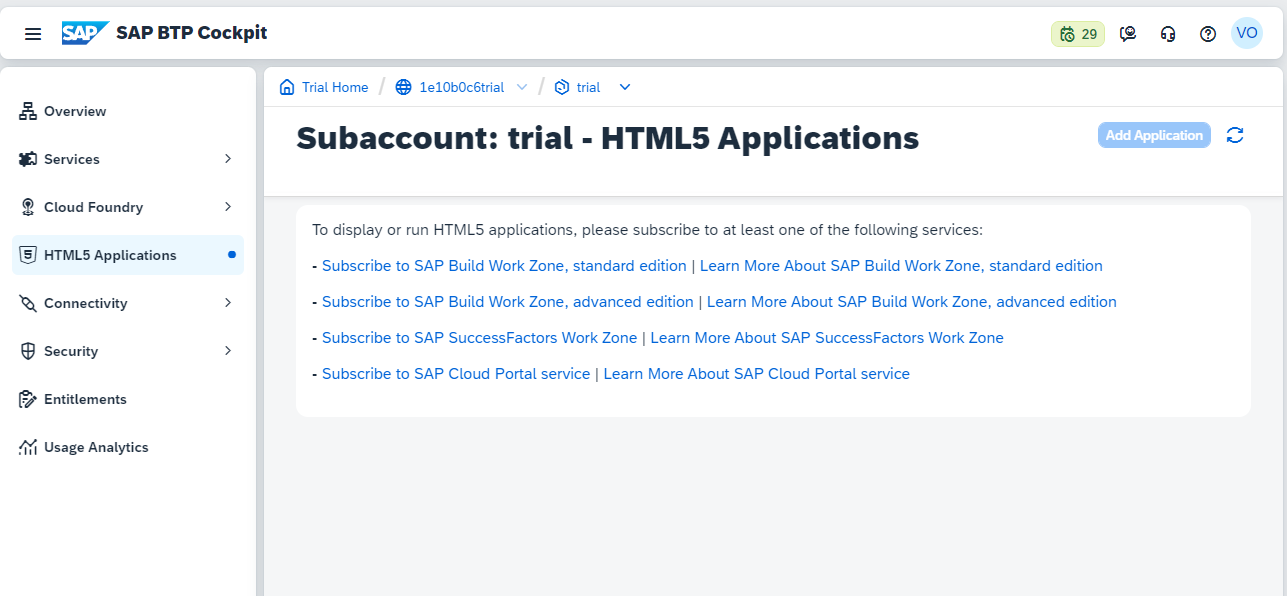 SAP SAP BTP Cockpit 29 VO
Overview
Services
Cloud Foundry
HTML5 Applications
Connectivity
Security
Entitlements
Usage Analytics
Trial Home / 1e10b0c6trial / trial
Subaccount: trial - HTML5 Applications
Add Application
To display or run HTML5 applications, please subscribe to at least one of the following services:
- Subscribe to SAP Build Work Zone, standard edition | Learn More About SAP Build Work Zone, standard edition
- Subscribe to SAP Build Work Zone, advanced edition | Learn More About SAP Build Work Zone, advanced edition
- Subscribe to SAP SuccessFactors Work Zone | Learn More About SAP SuccessFactors Work Zone
- Subscribe to SAP Cloud Portal service | Learn More About SAP Cloud Portal service